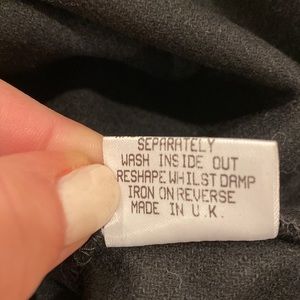 SEPARATELY
WASH INSIDE OUT
RESHAPE WHILST DAMP
IRON ON REVERSE
MADE IN U.K.